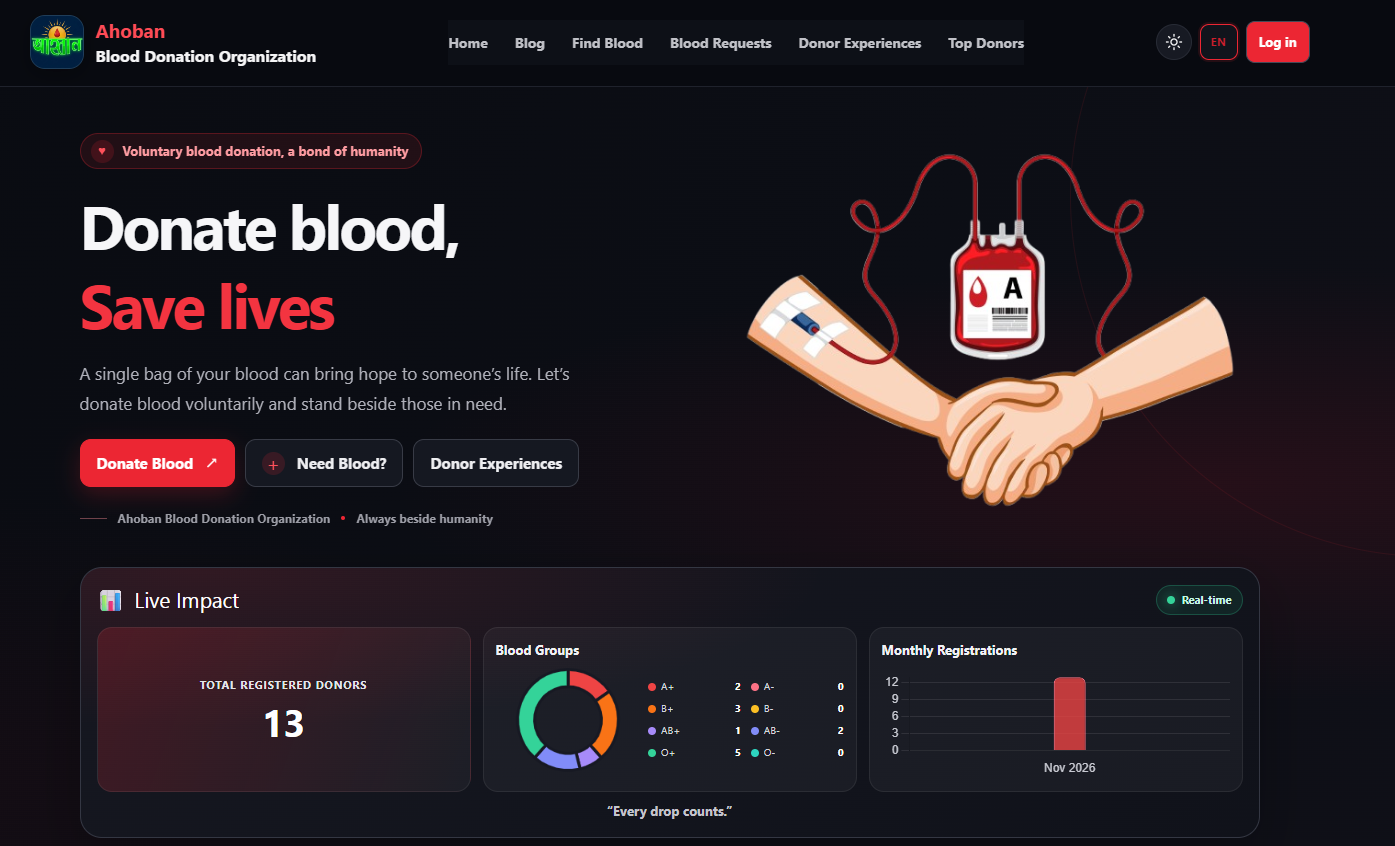 আহ্বান
Ahoban
Blood Donation Organization
Home Blog Find Blood Blood Requests Donor Experiences Top Donors
EN
Log in
Voluntary blood donation, a bond of humanity
Donate blood,
Save lives
A single bag of your blood can bring hope to someone’s life. Let’s
donate blood voluntarily and stand beside those in need.
Donate Blood ↗
+ Need Blood?
Donor Experiences
Ahoban Blood Donation Organization • Always beside humanity
A
Live Impact
Real-time
TOTAL REGISTERED DONORS
13
Blood Groups
A+ 2 A- 0
B+ 3 B- 0
AB+ 1 AB- 2
O+ 5 O- 0
Monthly Registrations
12
9
6
3
0
Nov 2026
“Every drop counts.”